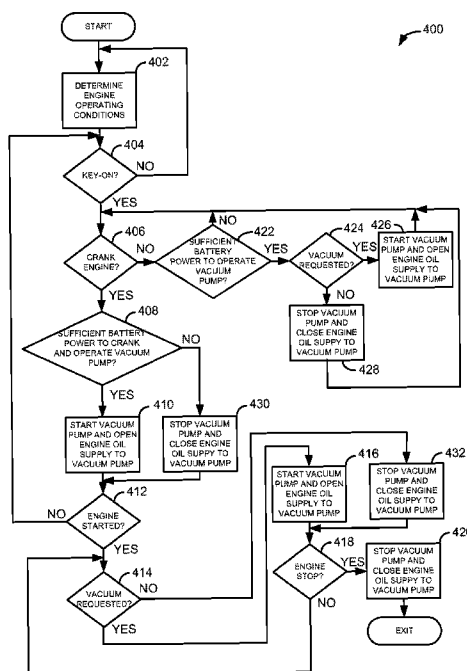 START
400
402
DETERMINE
ENGINE
OPERATING
CONDITIONS
404
KEY-ON?
NO
YES
406
CRANK
ENGINE?
NO
YES
422
SUFFICIENT
BATTERY
POWER TO OPERATE
VACUUM
PUMP?
NO
YES
424
VACUUM
REQUESTED?
YES
NO
426
START VACUUM
PUMP AND OPEN
ENGINE OIL
SUPPLY TO
VACUUM PUMP
STOP VACUUM
PUMP AND
CLOSE ENGINE
OIL SUPPLY TO
VACUUM PUMP
428
408
SUFFICIENT BATTERY
POWER TO CRANK
AND OPERATE VACUUM
PUMP?
NO
YES
410
START VACUUM
PUMP AND OPEN
ENGINE OIL
SUPPLY TO
VACUUM PUMP
430
STOP VACUUM
PUMP AND
CLOSE ENGINE
OIL SUPPLY TO
VACUUM PUMP
412
ENGINE
STARTED?
NO
YES
414
VACUUM
REQUESTED?
NO
YES
416
START VACUUM
PUMP AND OPEN
ENGINE OIL
SUPPLY TO
VACUUM PUMP
432
STOP VACUUM
PUMP AND
CLOSE ENGINE
OIL SUPPLY TO
VACUUM PUMP
418
ENGINE
STOP?
YES
NO
420
STOP VACUUM
PUMP AND
CLOSE ENGINE
OIL SUPPLY TO
VACUUM PUMP
EXIT